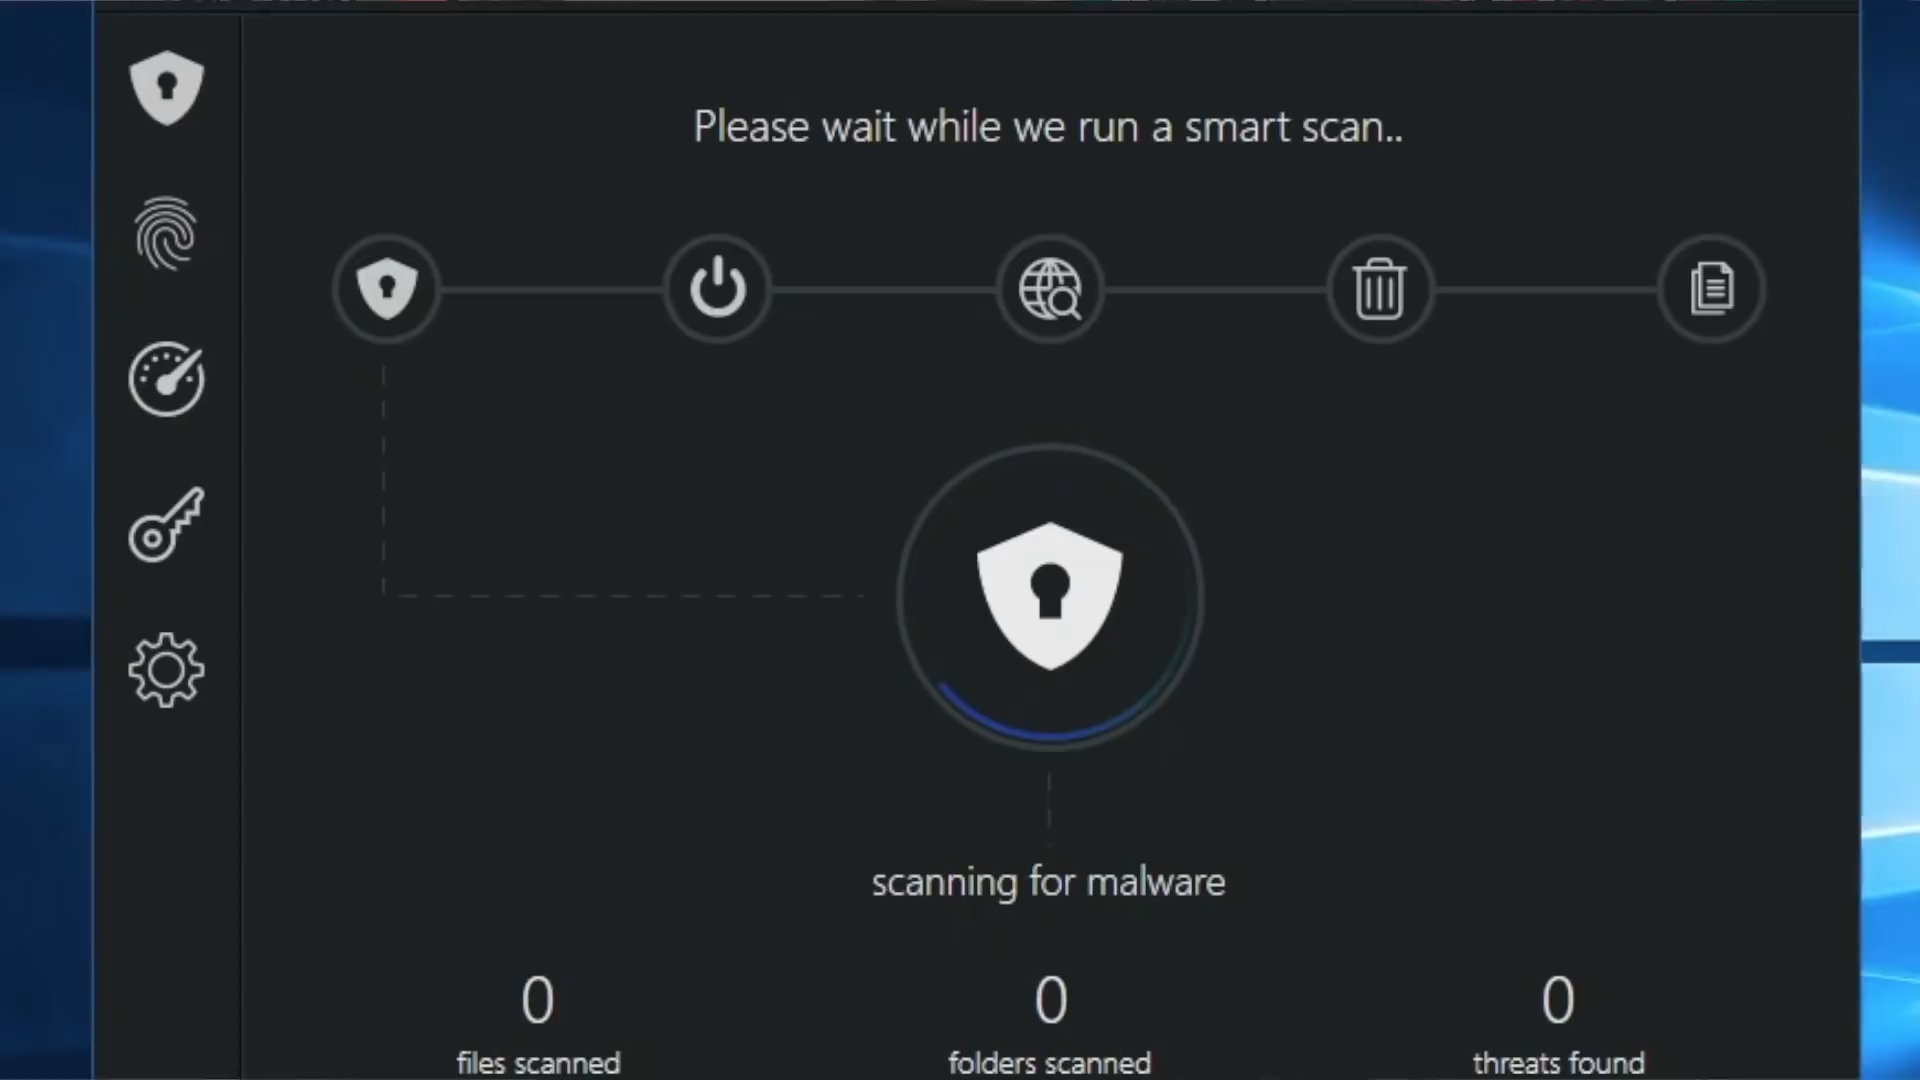 Please wait while we run a smart scan..
scanning for malware
0
0
0
files scanned
folders scanned
threats found